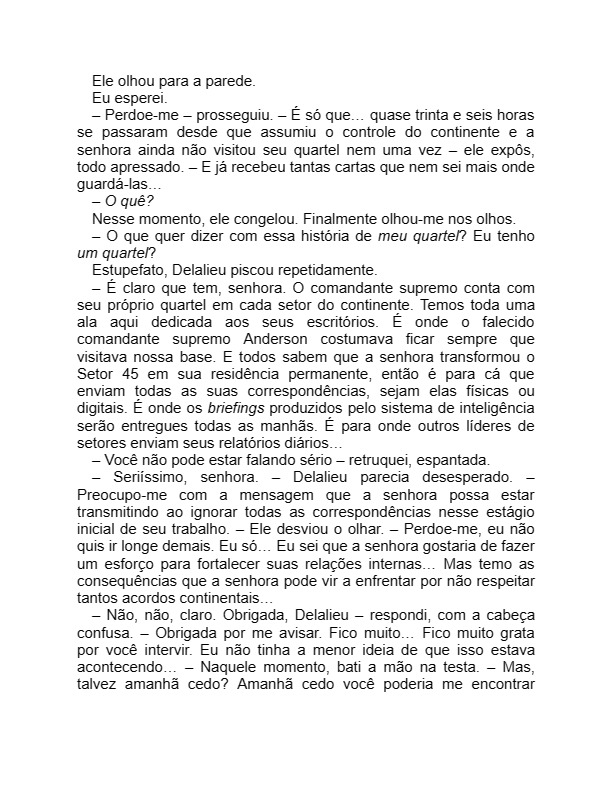 Ele olhou para a parede.
Eu esperei.
– Perdoe-me – prosseguiu. – É só que… quase trinta e seis horas
se passaram desde que assumiu o controle do continente e a
senhora ainda não visitou seu quartel nem uma vez – ele expôs,
todo apressado. – E já recebeu tantas cartas que nem sei mais onde
guardá-las…
– O quê?
Nesse momento, ele congelou. Finalmente olhou-me nos olhos.
– O que quer dizer com essa história de meu quartel? Eu tenho
um quartel?
Estupefato, Delalieu piscou repetidamente.
– É claro que tem, senhora. O comandante supremo conta com
seu próprio quartel em cada setor do continente. Temos toda uma
ala aqui dedicada aos seus escritórios. É onde o falecido
comandante supremo Anderson costumava ficar sempre que
visitava nossa base. E todos sabem que a senhora transformou o
Setor 45 em sua residência permanente, então é para cá que
enviam todas as suas correspondências, sejam elas físicas ou
digitais. É onde os briefings produzidos pelo sistema de inteligência
serão entregues todas as manhãs. É para onde outros líderes de
setores enviam seus relatórios diários…
– Você não pode estar falando sério – retruquei, espantada.
– Seriíssimo, senhora. – Delalieu parecia desesperado. –
Preocupo-me com a mensagem que a senhora possa estar
transmitindo ao ignorar todas as correspondências nesse estágio
inicial de seu trabalho. – Ele desviou o olhar. – Perdoe-me, eu não
quis ir longe demais. Eu só… Eu sei que a senhora gostaria de fazer
um esforço para fortalecer suas relações internas… Mas temo as
consequências que a senhora pode vir a enfrentar por não respeitar
tantos acordos continentais…
– Não, não, claro. Obrigada, Delalieu – respondi, com a cabeça
confusa. – Obrigada por me avisar. Fico muito… Fico muito grata
por você intervir. Eu não tinha a menor ideia de que isso estava
acontecendo… – Naquele momento, bati a mão na testa. – Mas,
talvez amanhã cedo? Amanhã cedo você poderia me encontrar